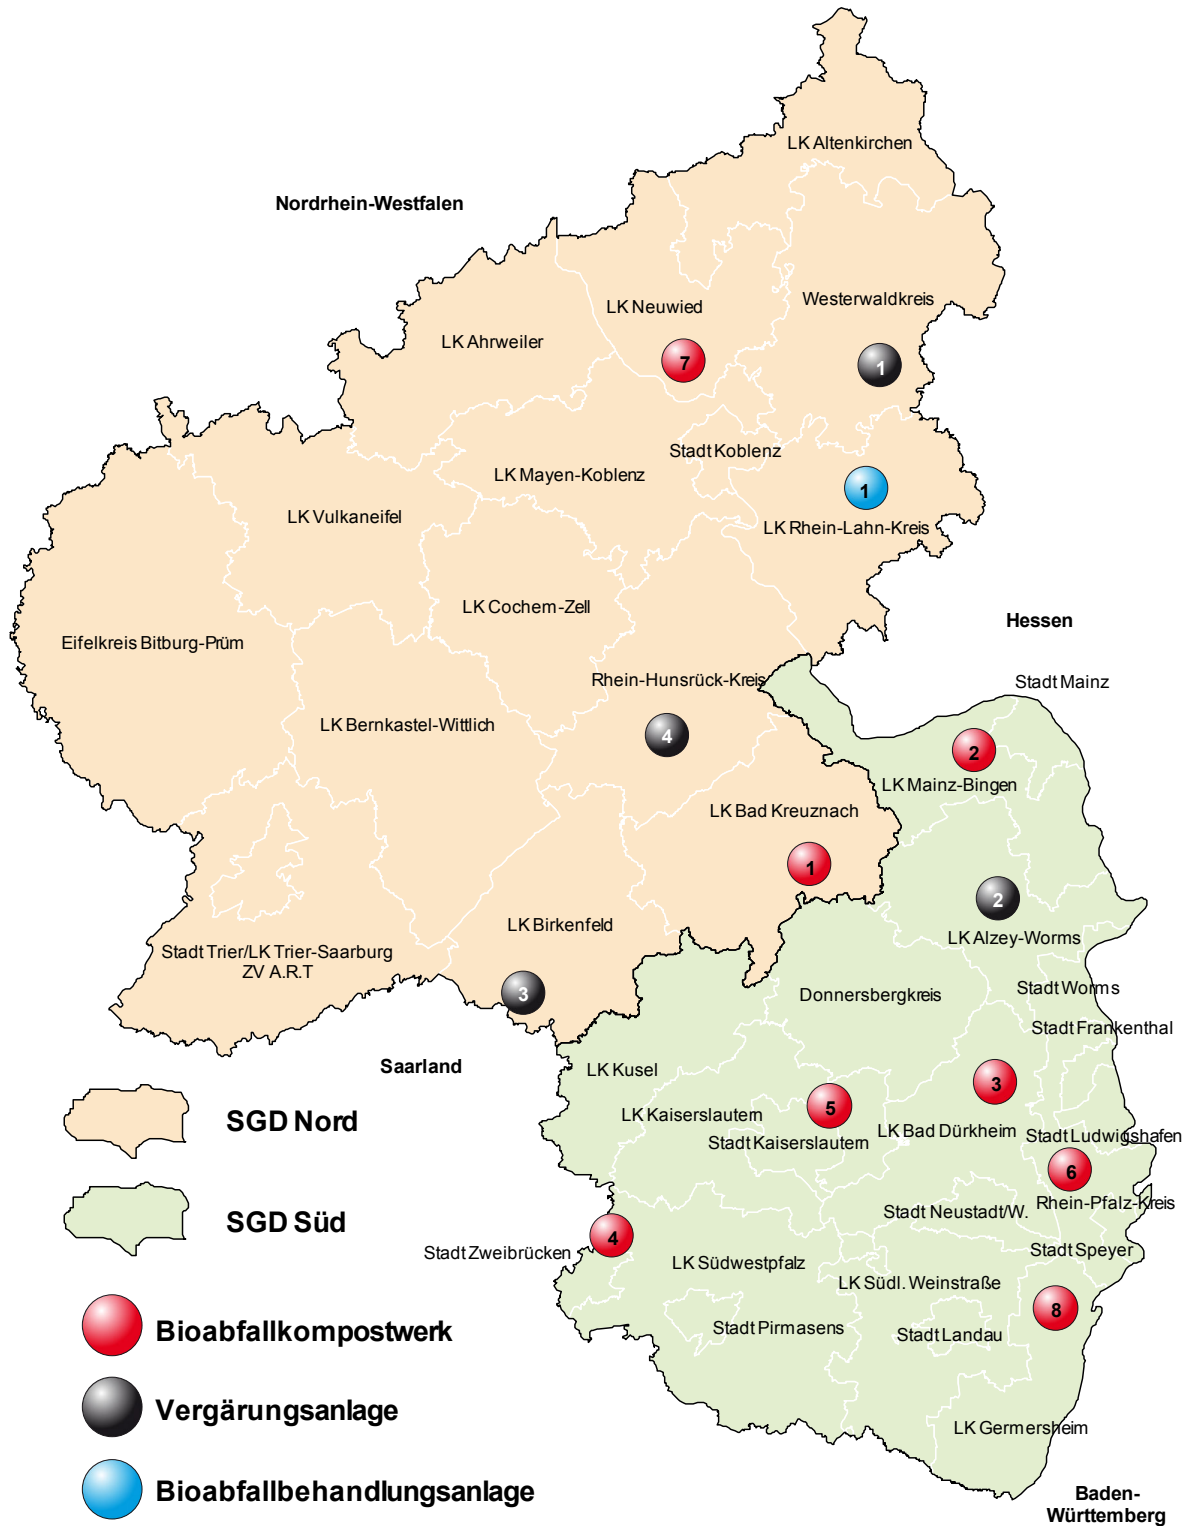 LK Altenkirchen
Nordrhein-Westfalen
Westerwaldkreis
LK Neuwied
LK Ahrweiler
7
1
Stadt Koblenz
LK Mayen-Koblenz
1
LK Vulkaneifel
LK Rhein-Lahn-Kreis
LK Cochem-Zell
Hessen
Eifelkreis Bitburg-Prüm
Rhein-Hunsrück-Kreis
Stadt Mainz
LK Bernkastel-Wittlich
4
2
LK Mainz-Bingen
LK Bad Kreuznach
1
2
LK Birkenfeld
LK Alzey-Worms
Stadt Trier/LK Trier-Saarburg
ZV A.R.T
3
Donnersbergkreis
Stadt Worms
Stadt Frankenthal
Saarland
LK Kusel
3
5
LK Kaiserslautern
SGD Nord
LK Bad Dürkheim
Stadt Ludwigshafen
Stadt Kaiserslautern
6
Rhein-Pfalz-Kreis
Stadt Neustadt/W.
SGD Süd
4
Stadt Zweibrücken
Stadt Speyer
LK Südwestpfalz
LK Südl. Weinstraße
8
Stadt Pirmasens
Stadt Landau
Bioabfallkompostwerk
Vergärungsanlage
LK Germersheim
Bioabfallbehandlungsanlage
Baden-
Württemberg